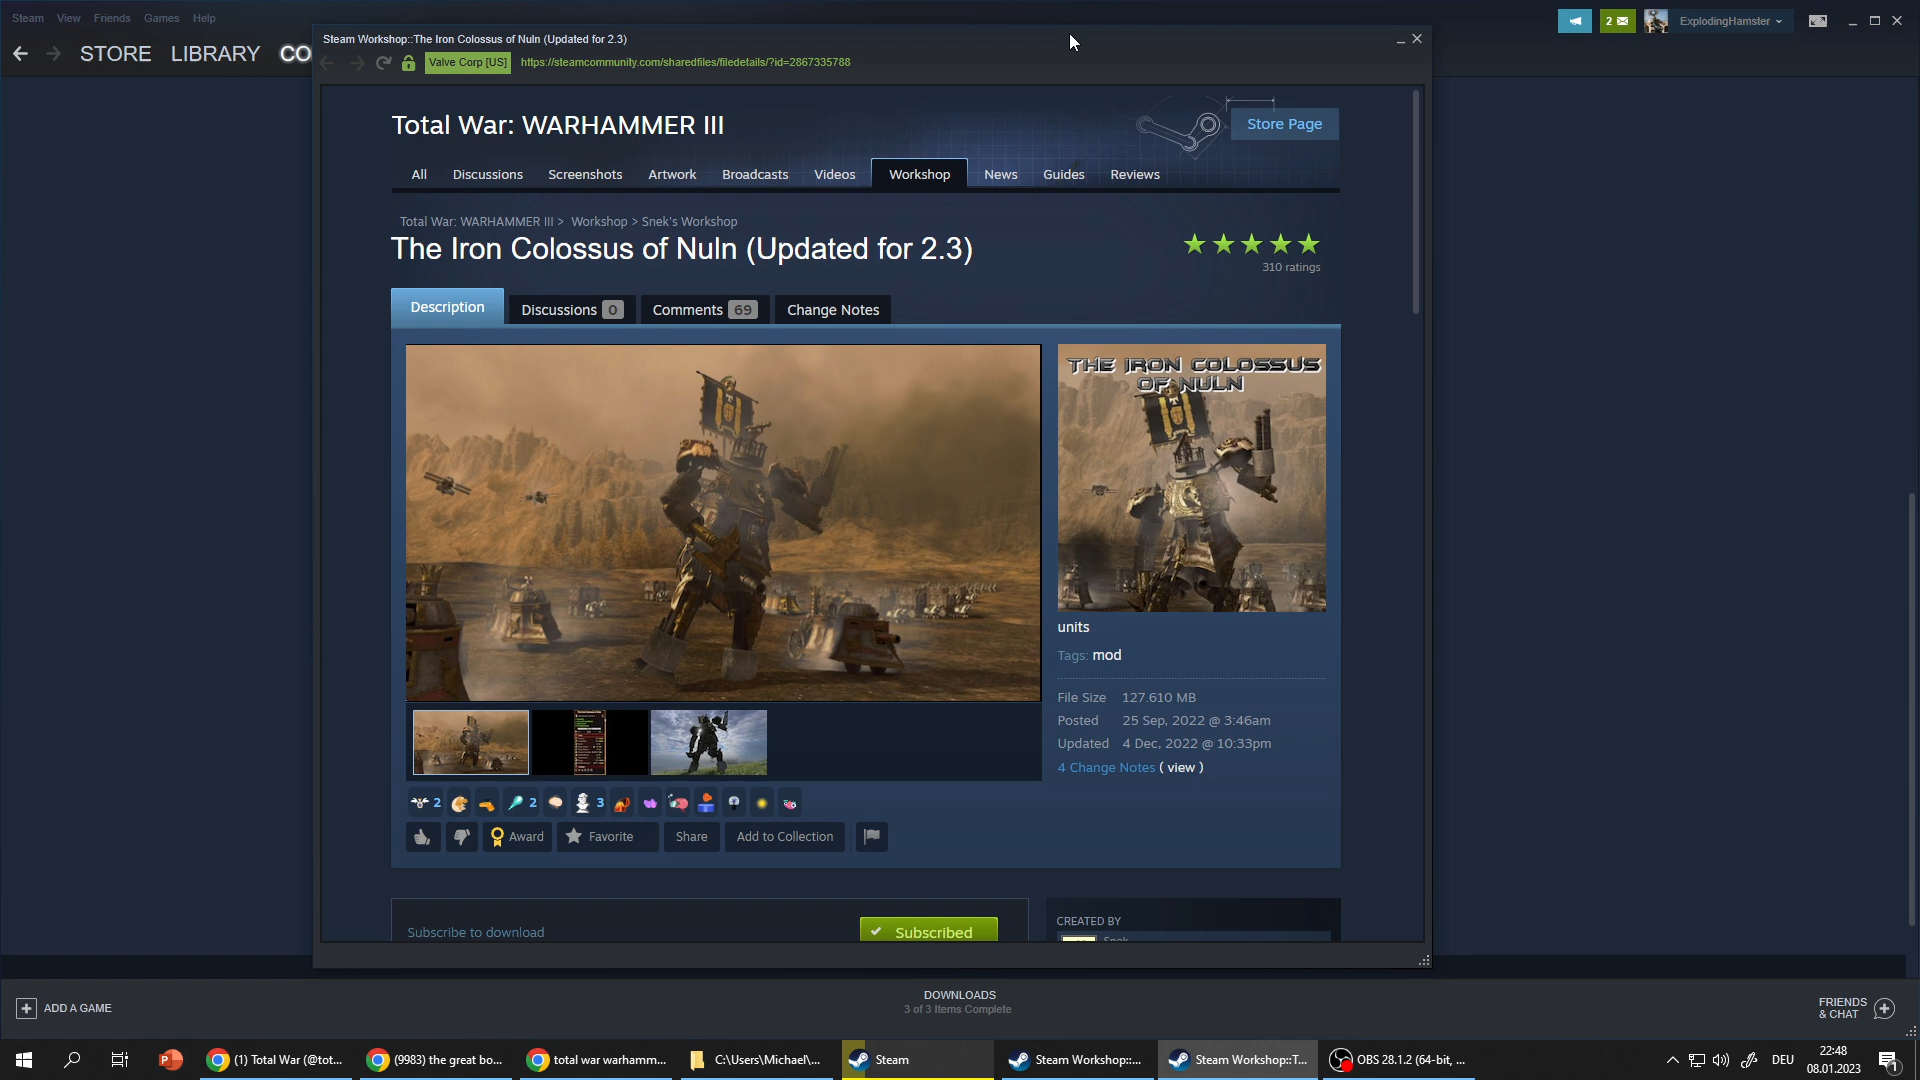 Steam View Friends Games Help
2 ExplodingHamster
STORE LIBRARY CO
Steam Workshop::The Iron Colossus of Nuln (Updated for 2.3)
Valve Corp [US] https://steamcommunity.com/sharedfiles/filedetails/?id=2867335788
Total War: WARHAMMER III
Store Page
All Discussions Screenshots Artwork Broadcasts Videos Workshop News Guides Reviews
Total War: WARHAMMER III > Workshop > Snek's Workshop
The Iron Colossus of Nuln (Updated for 2.3)
310 ratings
Description Discussions 0 Comments 69 Change Notes
THE IRON COLOSSUS
OF NULN
units
Tags: mod
File Size 127.610 MB
Posted 25 Sep, 2022 @ 3:46am
Updated 4 Dec, 2022 @ 10:33pm
4 Change Notes ( view )
2 2 3
Award Favorite Share Add to Collection
Subscribe to download
Subscribed
CREATED BY
Snek
ADD A GAME
DOWNLOADS
3 of 3 Items Complete
FRIENDS
& CHAT
(1) Total War (@tot... (9983) the great bo... total war warhamm... C:\Users\Michael\... Steam Steam Workshop::... Steam Workshop::T... OBS 28.1.2 (64-bit, ...
DEU
22:48
08.01.2023
1